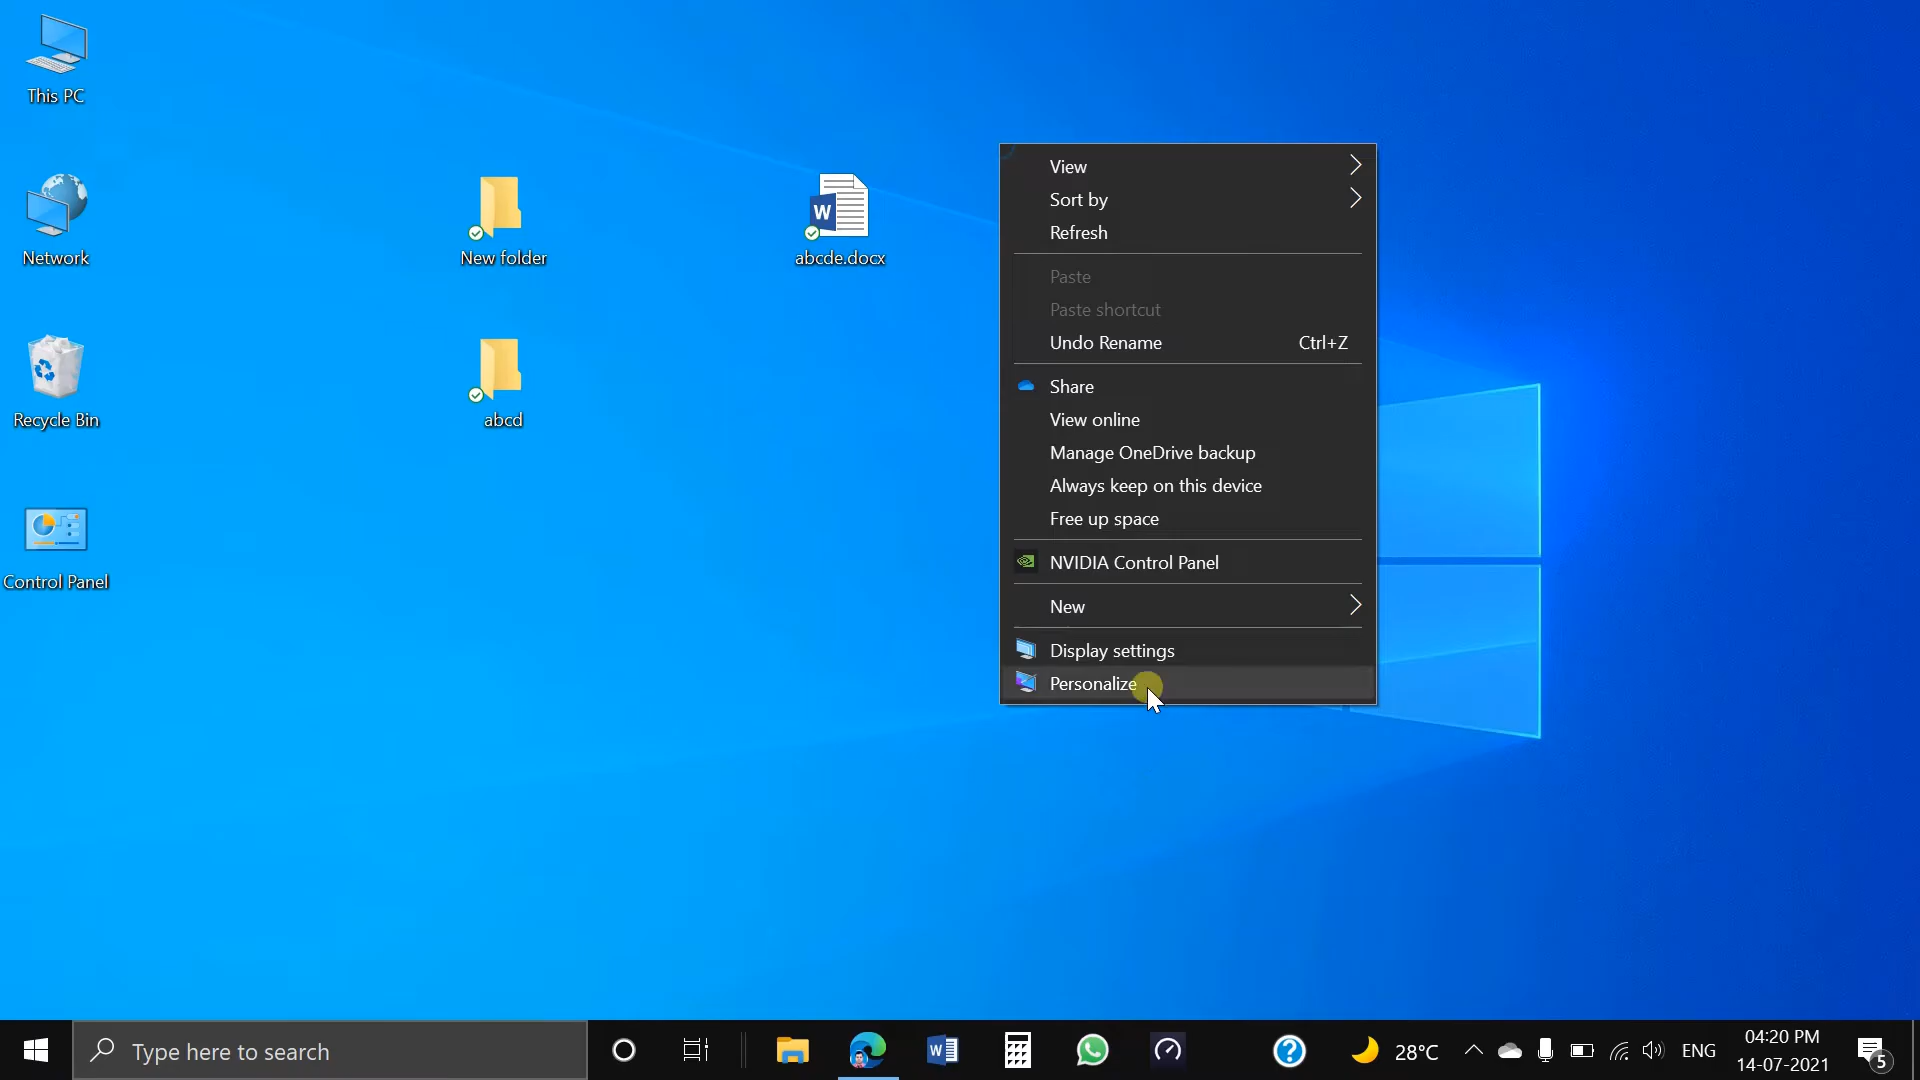 This PC
Network
Recycle Bin
Control Panel
New folder
abcd
W
abcde.docx
View
Sort by
Refresh
Paste
Paste shortcut
Undo Rename Ctrl+Z
Share
View online
Manage OneDrive backup
Always keep on this device
Free up space
NVIDIA Control Panel
New
Display settings
Personalize
Type here to search
W
?
28°C
ENG
04:20 PM
14-07-2021
5